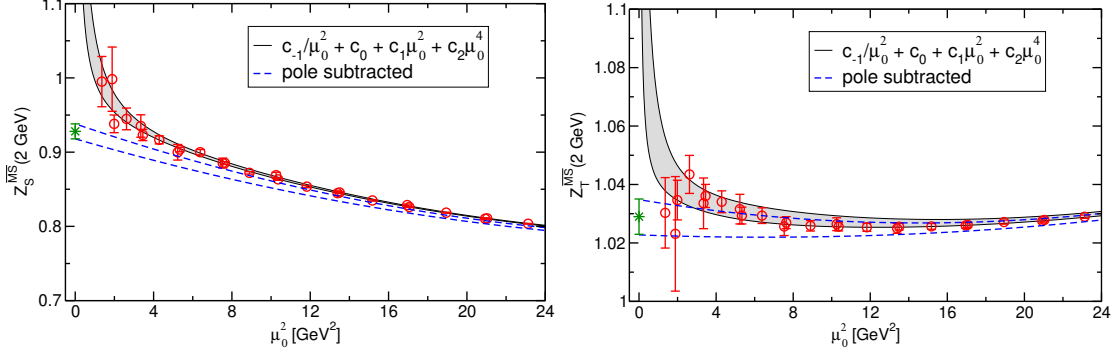 Z_S^{\overline{MS}}(2 GeV)
1.1
1
0.9
0.8
0.7
c_{-1}/μ_0^2 + c_0 + c_1μ_0^2 + c_2μ_0^4
pole subtracted
0 4 8 12 16 20 24
μ_0^2 [GeV^2]
Z_T^{\overline{MS}}(2 GeV)
1.1
1.08
1.06
1.04
1.02
1
c_{-1}/μ_0^2 + c_0 + c_1μ_0^2 + c_2μ_0^4
pole subtracted
0 4 8 12 16 20 24
μ_0^2 [GeV^2]